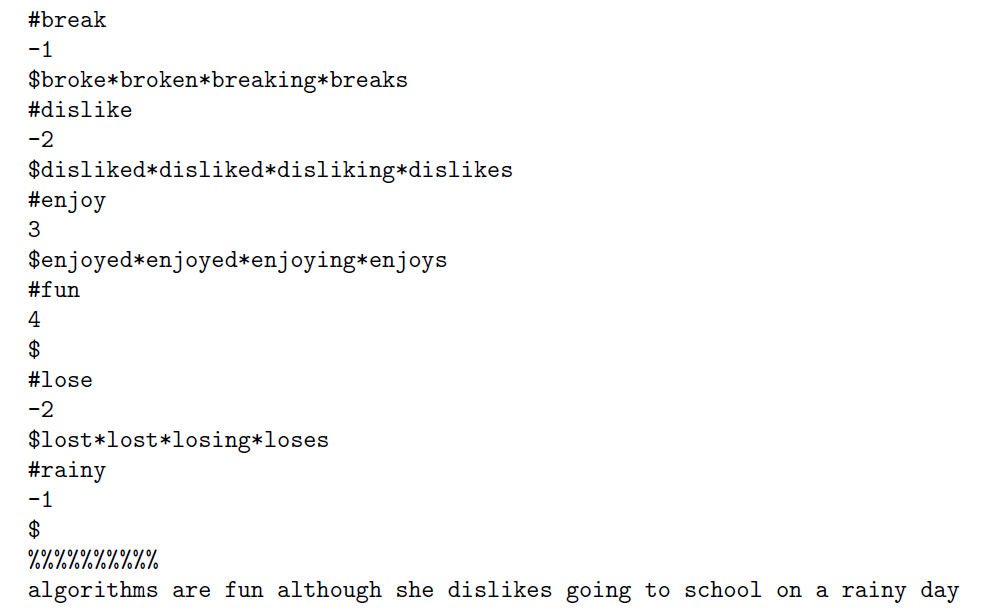 #break
-1
$broke*broken*breaking*breaks
#dislike
-2
$disliked*disliked*disliking*dislikes
#enjoy
3
$enjoyed*enjoyed*enjoying*enjoys
#fun
4
$
#lose
-2
$lost*lost*losing*loses
#rainy
-1
$
%%%%%%%%%%
algorithms are fun although she dislikes going to school on a rainy day